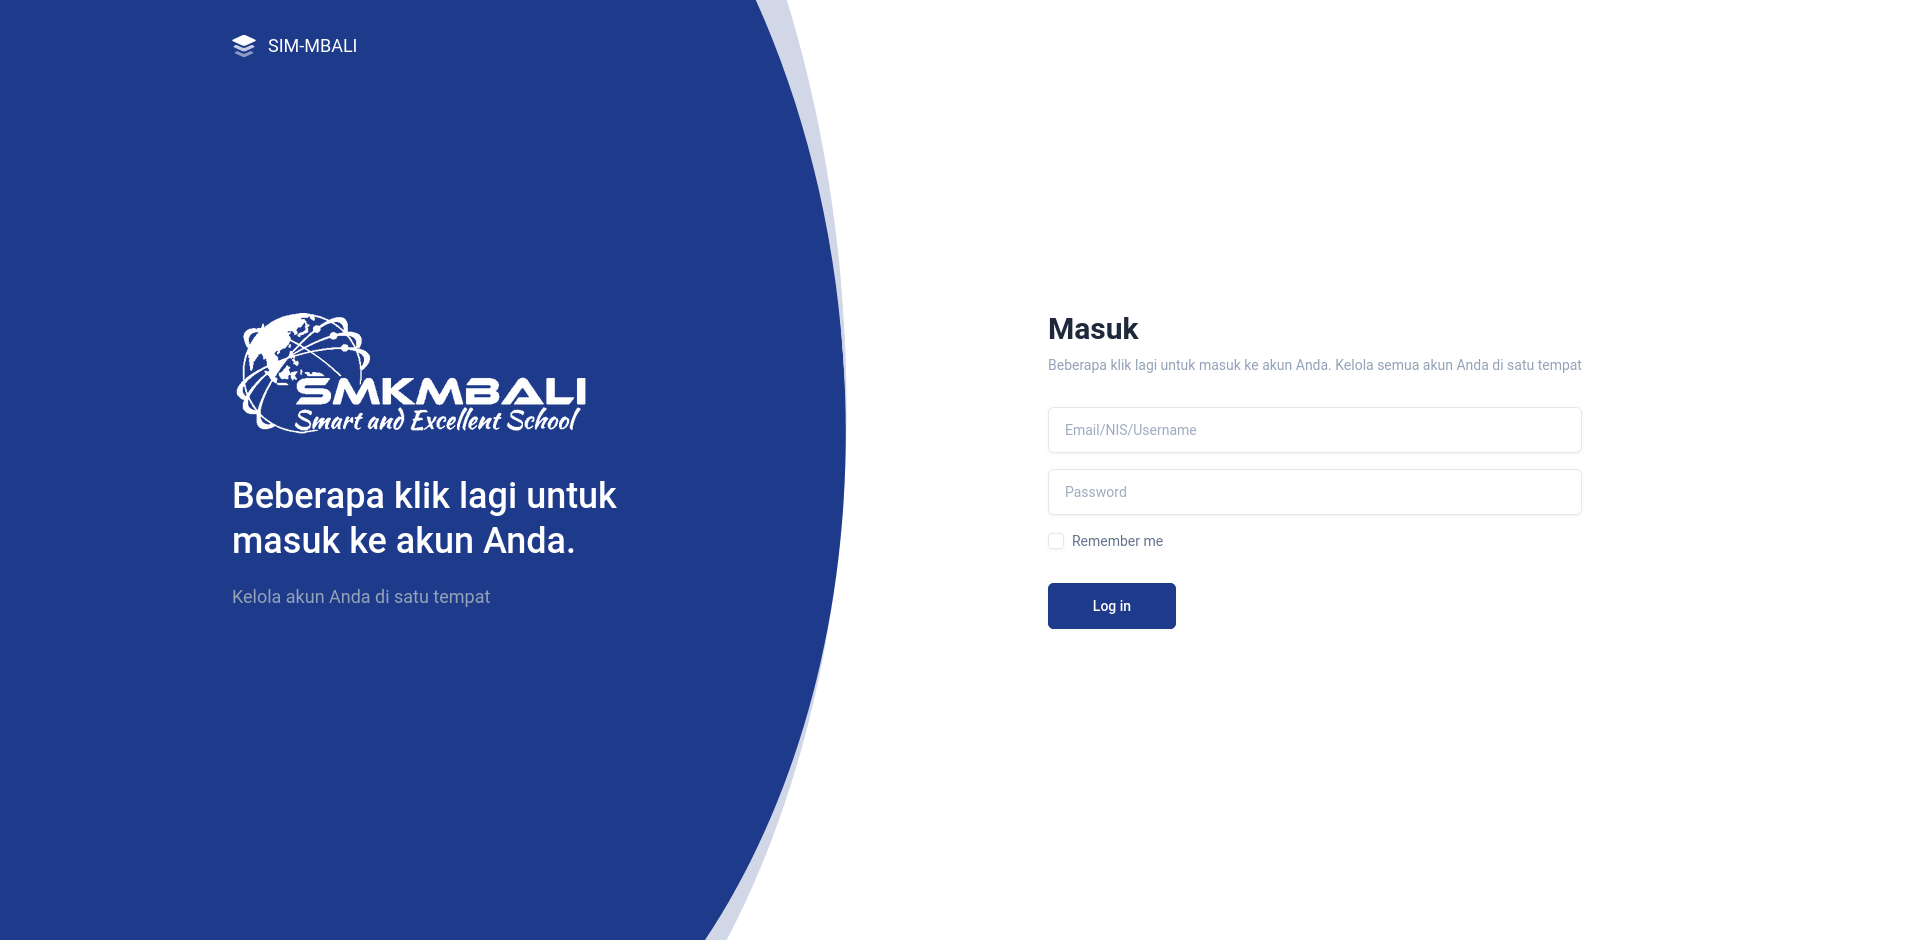 SIM-MBALI
SMKMBALI
Smart and Excellent School
Beberapa klik lagi untuk
masuk ke akun Anda.
Kelola akun Anda di satu tempat
Masuk
Beberapa klik lagi untuk masuk ke akun Anda. Kelola semua akun Anda di satu tempat
Email/NIS/Username
Password
Remember me
Log in